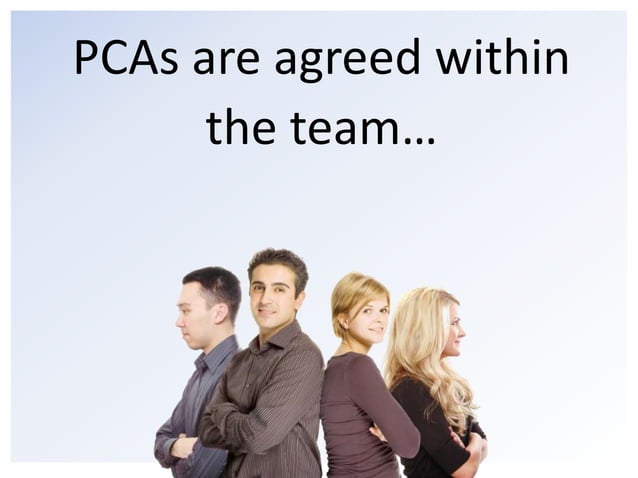 PCAs are agreed within
the team…